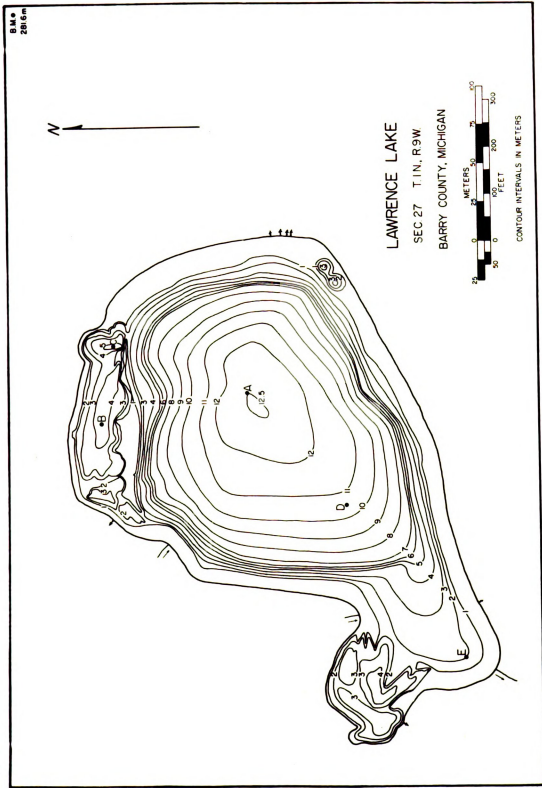 B.M.
281.6m
N
LAWRENCE LAKE
SEC 27 T.1N., R.9W.
BARRY COUNTY, MICHIGAN
METERS
25 0 25 50 75 100
50 0 100 200 300
FEET
CONTOUR INTERVALS IN METERS
A
B
D
E
12.5
12
11
10
9
8
7
6
5
4
3
2
1